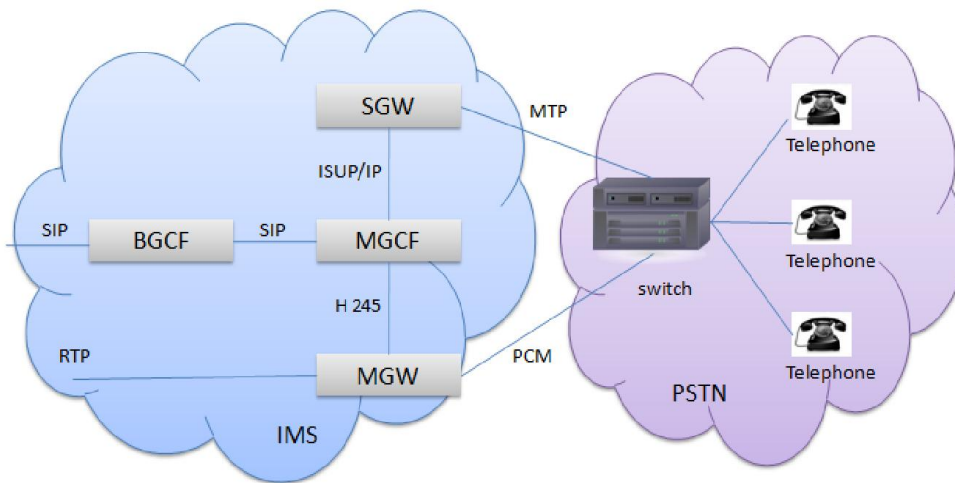 SGW
MTP
Telephone
ISUP/IP
SIP
BGCF
SIP
MGCF
Telephone
switch
H 245
RTP
MGW
PCM
Telephone
PSTN
IMS